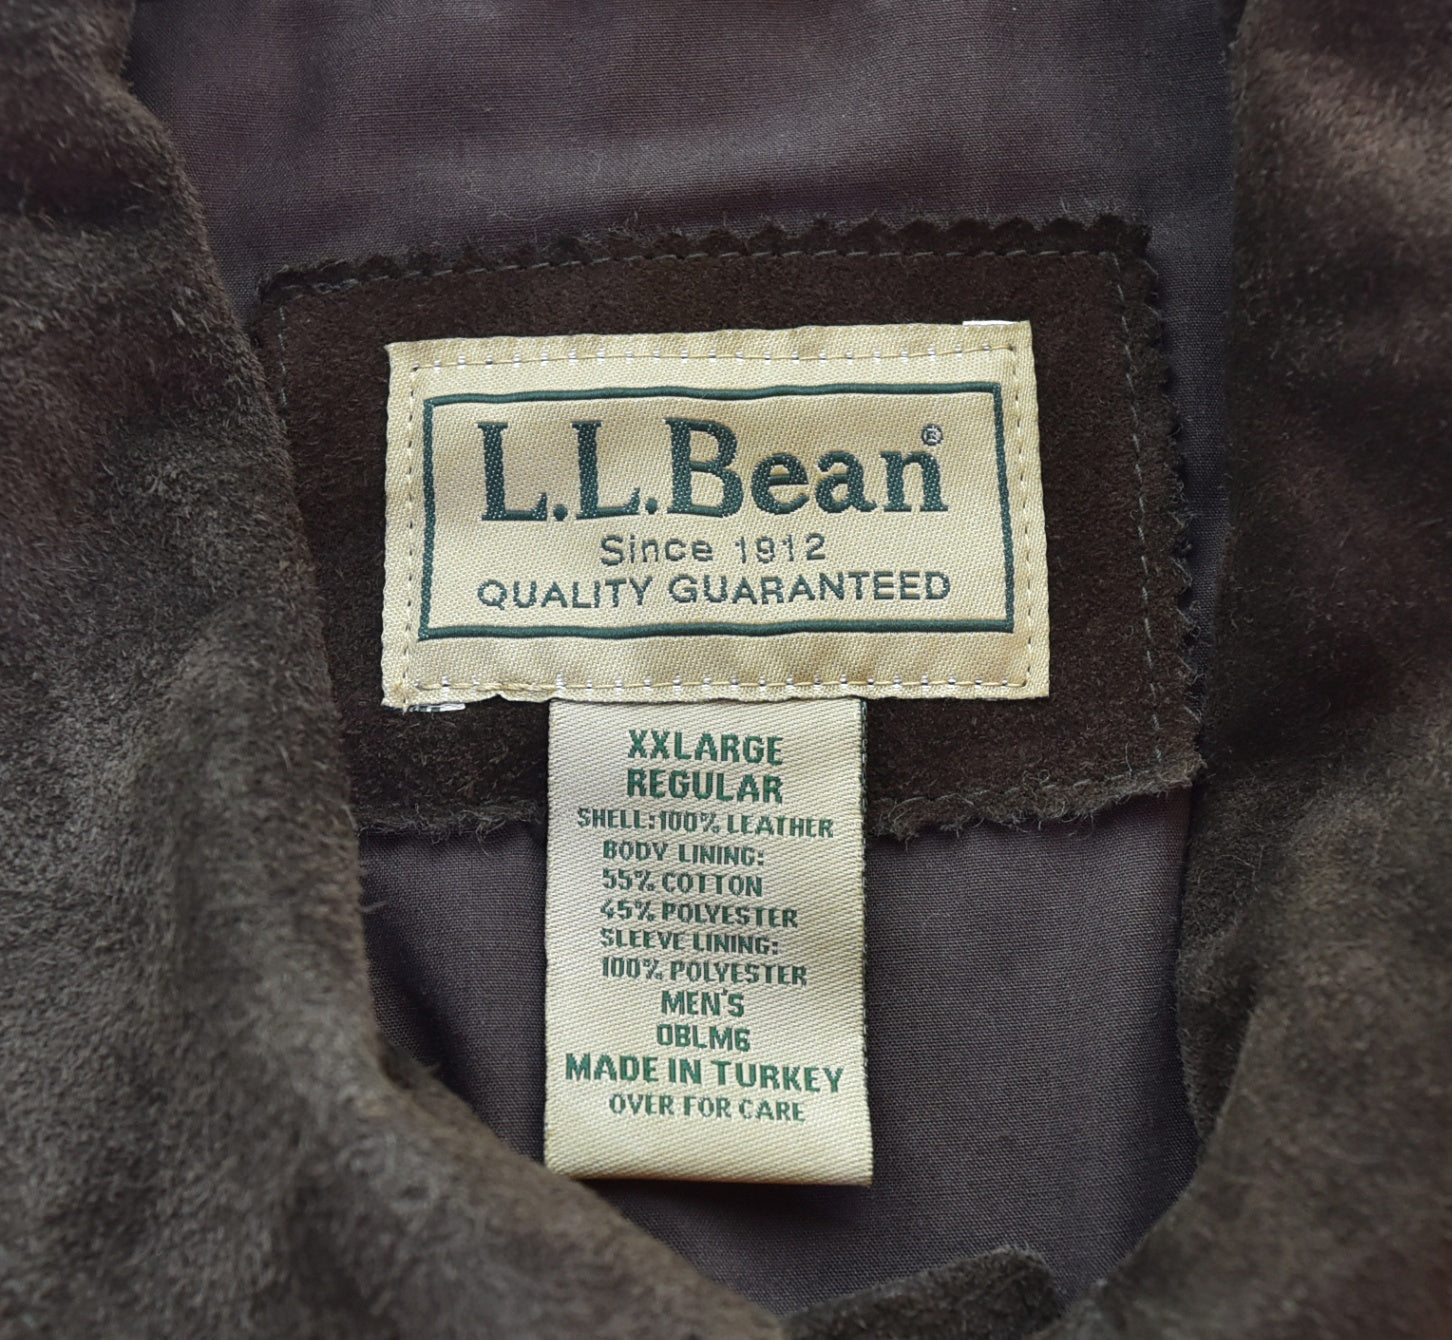 L.L.Bean®
Since 1912
QUALITY GUARANTEED
XXLARGE
REGULAR
SHELL:100% LEATHER
BODY LINING:
55% COTTON
45% POLYESTER
SLEEVE LINING:
100% POLYESTER
MEN'S
OBLM6
MADE IN TURKEY
OVER FOR CARE